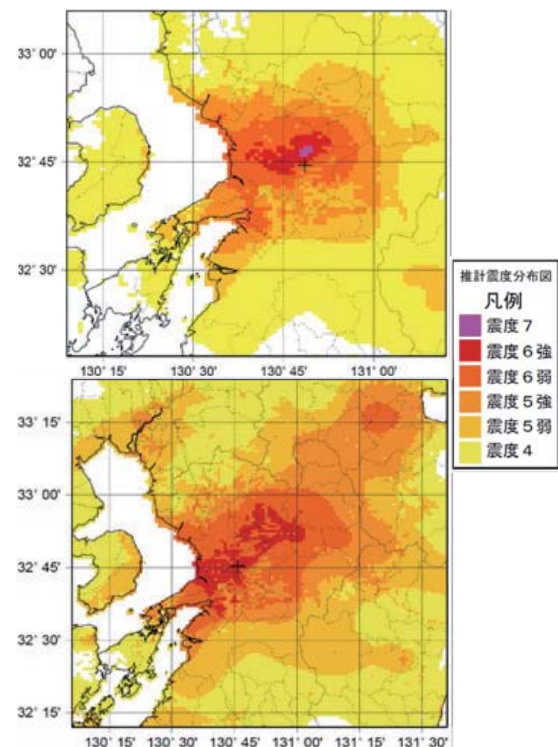 33° 00'
32° 45'
32° 30'
130° 15' 130° 30' 130° 45' 131° 00'
推計震度分布図
凡例
震度７
震度６強
震度６弱
震度５強
震度５弱
震度４
33° 15'
33° 00'
32° 45'
32° 30'
32° 15'
130° 15' 130° 30' 130° 45' 131° 00' 131° 15' 131° 30'